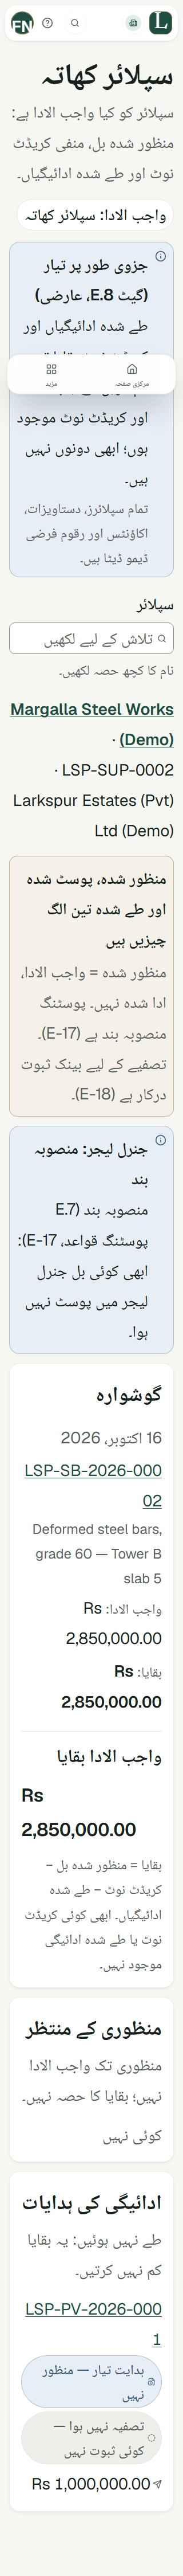 FN
L
سپلائر کھاتہ
سپلائر کو کیا واجب الادا ہے:
منظور شدہ بل، منفی کریڈٹ
نوٹ اور طے شدہ ادائیگیاں۔
واجب الادا: سپلائر کھاتہ
جزوی طور پر تیار
(گیٹ E.8، عارضی)
طے شدہ ادائیگیاں اور
مرکزی صفحہ
مزید
اور کریڈٹ نوٹ موجود
ہوں؛ ابھی دونوں نہیں
ہیں۔
تمام سپلائرز، دستاویزات،
اکاؤنٹس اور رقوم فرضی
ڈیمو ڈیٹا ہیں۔
سپلائر
تلاش کے لیے لکھیں
نام کا کچھ حصہ لکھیں۔
Margalla Steel Works
(Demo) ·
LSP-SUP-0002 ·
Larkspur Estates (Pvt)
Ltd (Demo)
منظور شدہ، پوسٹ شدہ
اور طے شدہ تین الگ
چیزیں ہیں
منظور شدہ = واجب الادا،
ادا شدہ نہیں۔ پوسٹنگ
منصوبہ بند ہے (E-17)۔
تصفیے کے لیے بینک ثبوت
درکار ہے (E-18)۔
جنرل لیجر: منصوبہ
بند
منصوبہ بند (E.7
پوسٹنگ قواعد، E-17):
ابھی کوئی بل جنرل
لیجر میں پوسٹ نہیں
ہوا۔
گوشوارہ
16 اکتوبر، 2026
LSP-SB-2026-000
02
Deformed steel bars,
grade 60 — Tower B
slab 5
واجب الادا: Rs
2,850,000.00
بقایا: Rs
2,850,000.00
واجب الادا بقایا
Rs
2,850,000.00
بقایا = منظور شدہ بل −
کریڈٹ نوٹ − طے شدہ
ادائیگیاں۔ ابھی کوئی کریڈٹ
نوٹ یا طے شدہ ادائیگی
موجود نہیں۔
منظوری کے منتظر
منظوری تک واجب الادا
نہیں؛ بقایا کا حصہ نہیں۔
کوئی نہیں
ادائیگی کی ہدایات
طے نہیں ہوئیں: یہ بقایا
کم نہیں کرتیں۔
LSP-PV-2026-000
1
ہدایت تیار — منظور
نہیں
تصفیہ نہیں ہوا —
کوئی ثبوت نہیں
Rs 1,000,000.00